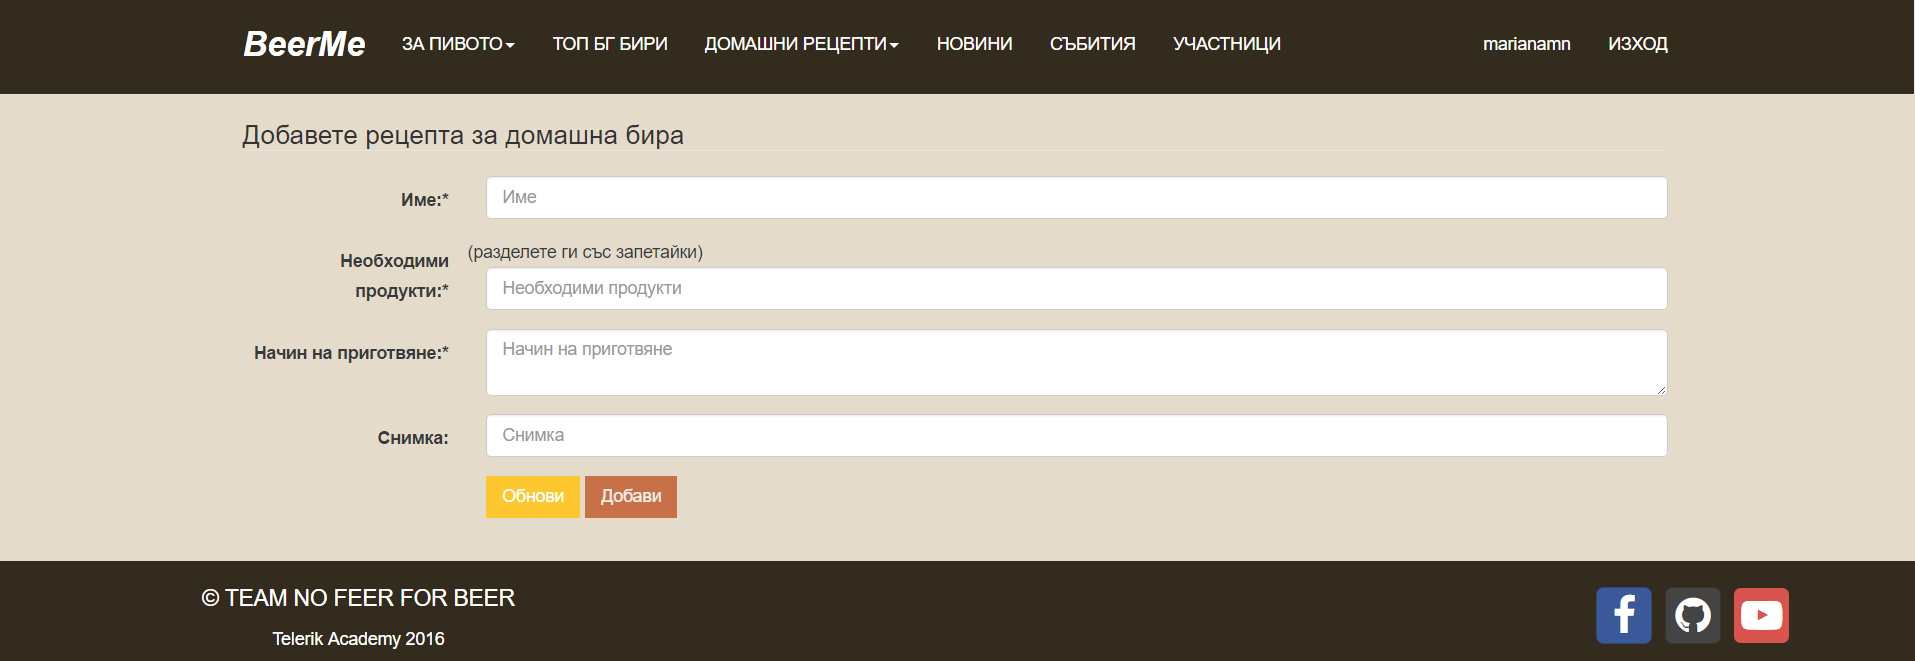 BeerMe ЗА ПИВОТО ТОП БГ БИРИ ДОМАШНИ РЕЦЕПТИ НОВИНИ СЪБИТИЯ УЧАСТНИЦИ marianamn ИЗХОД
Добавете рецепта за домашна бира
Име:* Име
(разделете ги със запетайки)
Необходими
продукти:* Необходими продукти
Начин на приготвяне:* Начин на приготвяне
Снимка: Снимка
Обнови Добави
© TEAM NO FEER FOR BEER
Telerik Academy 2016